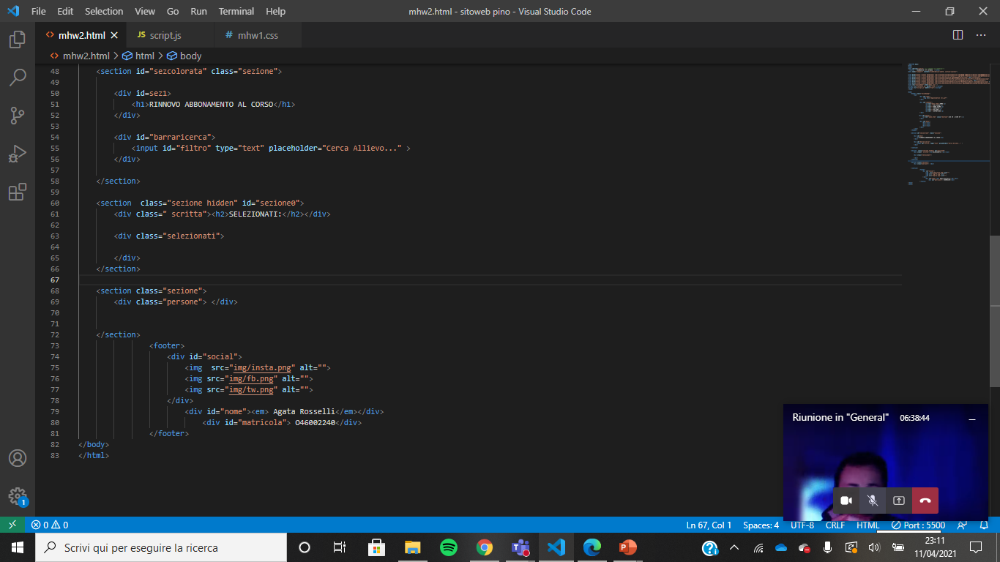 File Edit Selection View Go Run Terminal Help mhw2.html - sitoweb pino - Visual Studio Code
mhw2.html JS script.js # mhw1.css
mhw2.html > html > body
48 <section id="sezcolorata" class="sezione">
49
50 <div id=sez1>
51 <h1>RINNOVO ABBONAMENTO AL CORSO</h1>
52 </div>
53
54 <div id="barraricerca">
55 <input id="filtro" type="text" placeholder="Cerca Allievo..." >
56 </div>
57
58 </section>
59
60 <section  class="sezione hidden" id="sezione0">
61 <div class=" scritta"><h2>SELEZIONATI:</h2></div>
62
63 <div class="selezionati">
64
65 </div>
66 </section>
67
68 <section class="sezione">
69 <div class="persone"> </div>
70
71
72 </section>
73 <footer>
74 <div id="social">
75 <img  src="img/insta.png" alt="">
76 <img src="img/fb.png" alt="">
77 <img src="img/tw.png" alt="">
78 </div>
79 <div id="nome"><em> Agata Rosselli</em></div>
80 <div id="matricola"> O46002240</div>
81 </footer>
82 </body>
83 </html>
Riunione in "General" 06:38:44
1
0 0 Ln 67, Col 1 Spaces: 4 UTF-8 CRLF HTML Port : 5500
Scrivi qui per eseguire la ricerca
23:11
11/04/2021